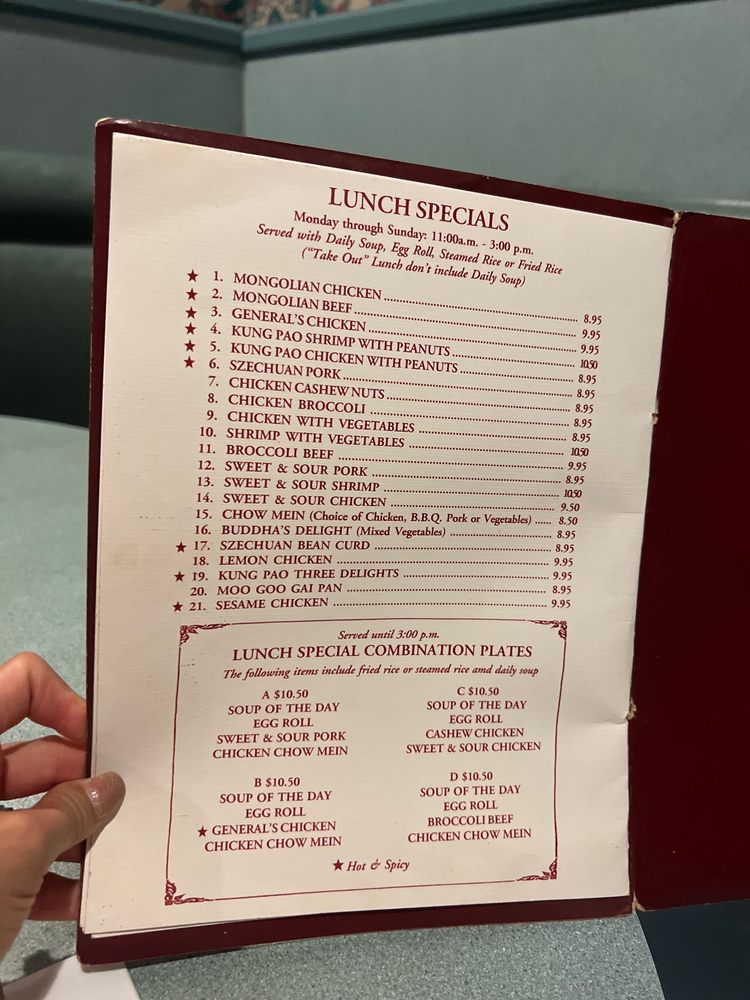 LUNCH SPECIALS
Monday through Sunday: 11:00a.m. - 3:00 p.m.
Served with Daily Soup, Egg Roll, Steamed Rice or Fried Rice
("Take Out" Lunch don't include Daily Soup)
★ 1. MONGOLIAN CHICKEN ........ 8.95
★ 2. MONGOLIAN BEEF ........ 9.95
★ 3. GENERAL'S CHICKEN ........ 9.95
★ 4. KUNG PAO SHRIMP WITH PEANUTS ........ 10.50
★ 5. KUNG PAO CHICKEN WITH PEANUTS ........ 8.95
★ 6. SZECHUAN PORK ........ 8.95
7. CHICKEN CASHEW NUTS ........ 8.95
8. CHICKEN BROCCOLI ........ 8.95
9. CHICKEN WITH VEGETABLES ........ 8.95
10. SHRIMP WITH VEGETABLES ........ 10.50
11. BROCCOLI BEEF ........ 9.95
12. SWEET & SOUR PORK ........ 8.95
13. SWEET & SOUR SHRIMP ........ 10.50
14. SWEET & SOUR CHICKEN ........ 9.50
15. CHOW MEIN (Choice of Chicken, B.B.Q. Pork or Vegetables) ..... 8.50
16. BUDDHA'S DELIGHT (Mixed Vegetables) ........ 8.95
★ 17. SZECHUAN BEAN CURD ........ 8.95
18. LEMON CHICKEN ........ 9.95
★ 19. KUNG PAO THREE DELIGHTS ........ 9.95
20. MOO GOO GAI PAN ........ 8.95
★ 21. SESAME CHICKEN ........ 9.95
Served until 3:00 p.m.
LUNCH SPECIAL COMBINATION PLATES
The following items include fried rice or steamed rice amd daily soup
A $10.50
SOUP OF THE DAY
EGG ROLL
SWEET & SOUR PORK
CHICKEN CHOW MEIN
C $10.50
SOUP OF THE DAY
EGG ROLL
CASHEW CHICKEN
SWEET & SOUR CHICKEN
B $10.50
SOUP OF THE DAY
EGG ROLL
★ GENERAL'S CHICKEN
CHICKEN CHOW MEIN
D $10.50
SOUP OF THE DAY
EGG ROLL
BROCCOLI BEEF
CHICKEN CHOW MEIN
★ Hot & Spicy